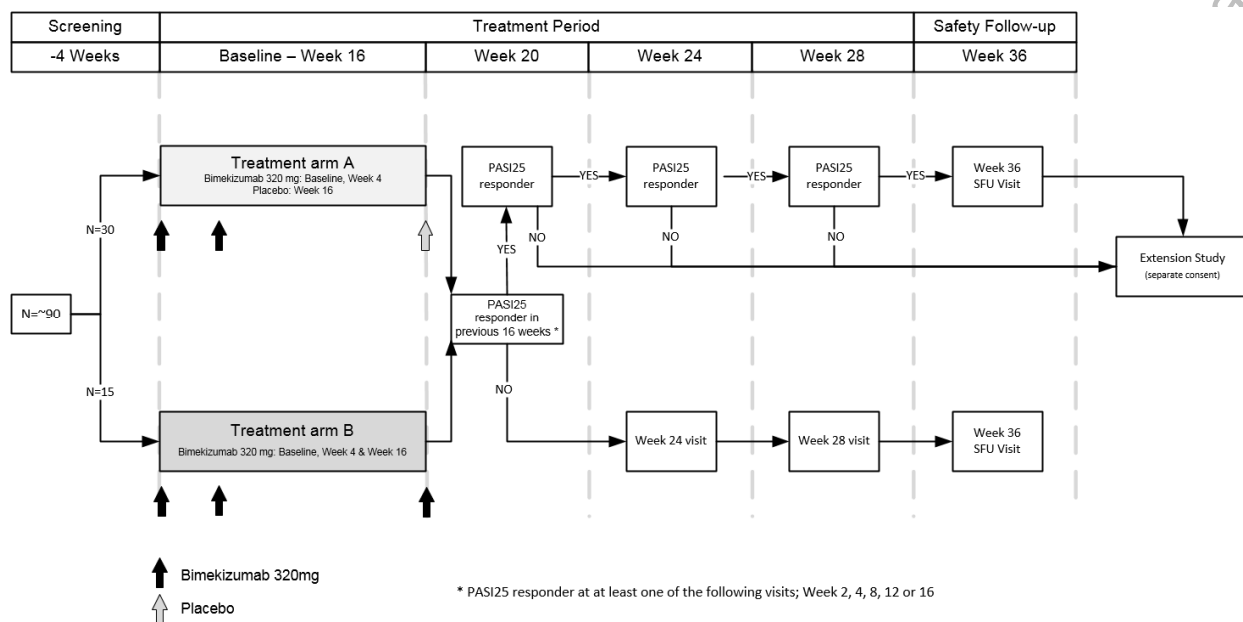 Screening
Treatment Period
Safety Follow-up
-4 Weeks
Baseline – Week 16
Week 20
Week 24
Week 28
Week 36
Treatment arm A
Bimekizumab 320 mg: Baseline, Week 4
Placebo: Week 16
PASI25
responder
YES
PASI25
responder
YES
PASI25
responder
YES
Week 36
SFU Visit
N=30
NO
NO
NO
YES
Extension Study
(separate consent)
N=~90
PASI25
responder in
previous 16 weeks *
N=15
NO
Treatment arm B
Bimekizumab 320 mg: Baseline, Week 4 & Week 16
Week 24 visit
Week 28 visit
Week 36
SFU Visit
Bimekizumab 320mg
* PASI25 responder at at least one of the following visits; Week 2, 4, 8, 12 or 16
Placebo